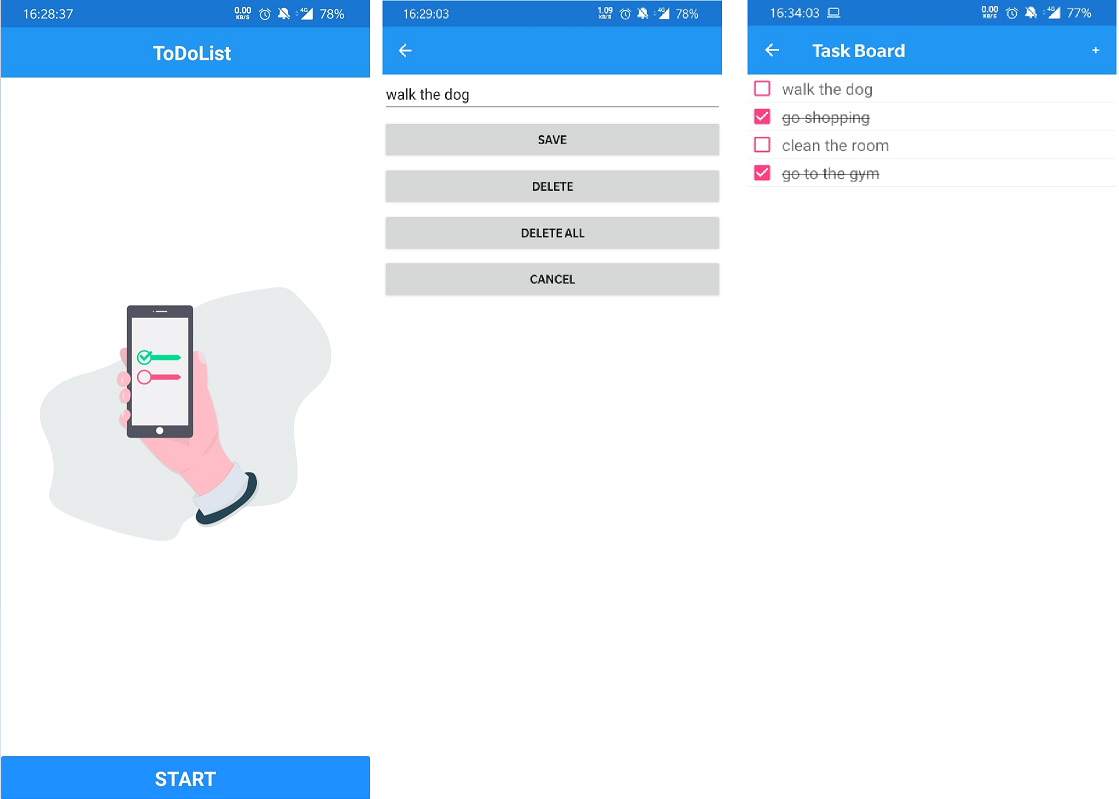 16:28:37
0.00
KB/S
4G
78%
ToDoList
START
16:29:03
1.09
KB/S
4G
78%
walk the dog
SAVE
DELETE
DELETE ALL
CANCEL
16:34:03
0.00
KB/S
4G
77%
Task Board +
walk the dog
go shopping
clean the room
go to the gym